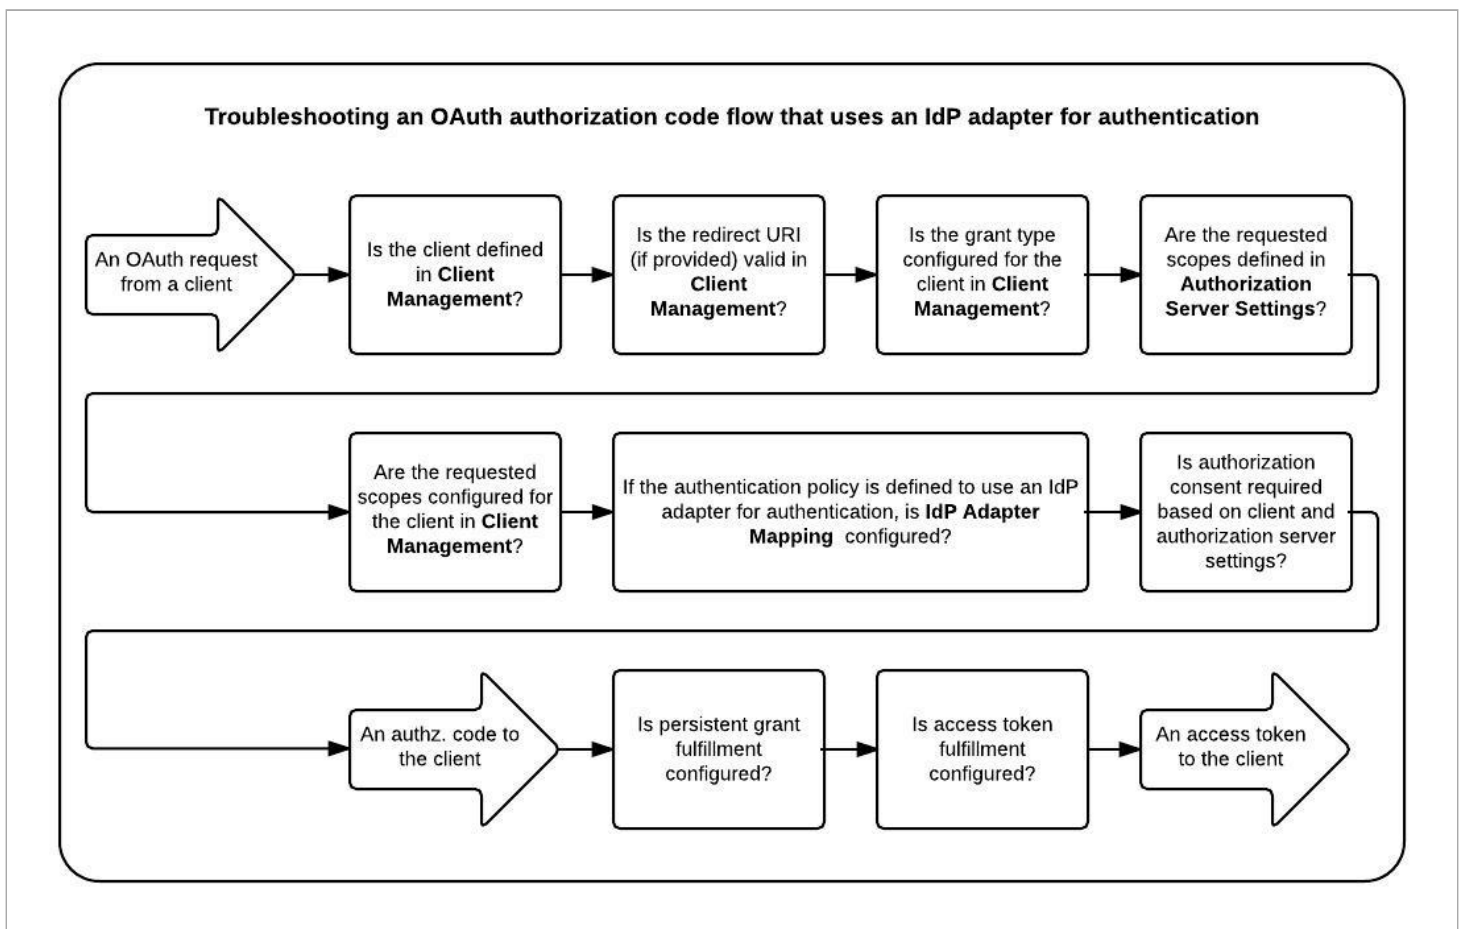 Troubleshooting an OAuth authorization code flow that uses an IdP adapter for authentication
An OAuth request
from a client
Is the client defined
in Client
Management?
Is the redirect URI
(if provided) valid in
Client
Management?
Is the grant type
configured for the
client in Client
Management?
Are the requested
scopes defined in
Authorization
Server Settings?
Are the requested
scopes configured for
the client in Client
Management?
If the authentication policy is defined to use an IdP
adapter for authentication, is IdP Adapter
Mapping configured?
Is authorization
consent required
based on client and
authorization server
settings?
An authz. code to
the client
Is persistent grant
fulfillment
configured?
Is access token
fulfillment
configured?
An access token
to the client